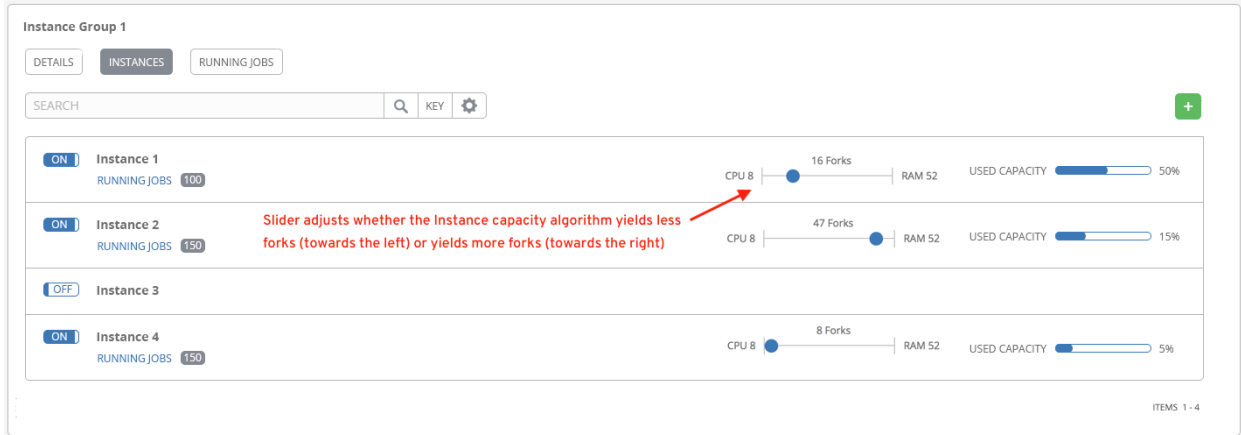 Instance Group 1
DETAILS INSTANCES RUNNING JOBS
SEARCH KEY
+
ON Instance 1
RUNNING JOBS 100
16 Forks
CPU 8 RAM 52
USED CAPACITY 50%
Slider adjusts whether the Instance capacity algorithm yields less
forks (towards the left) or yields more forks (towards the right)
ON Instance 2
RUNNING JOBS 150
47 Forks
CPU 8 RAM 52
USED CAPACITY 15%
OFF Instance 3
ON Instance 4
RUNNING JOBS 150
8 Forks
CPU 8 RAM 52
USED CAPACITY 5%
ITEMS 1 - 4